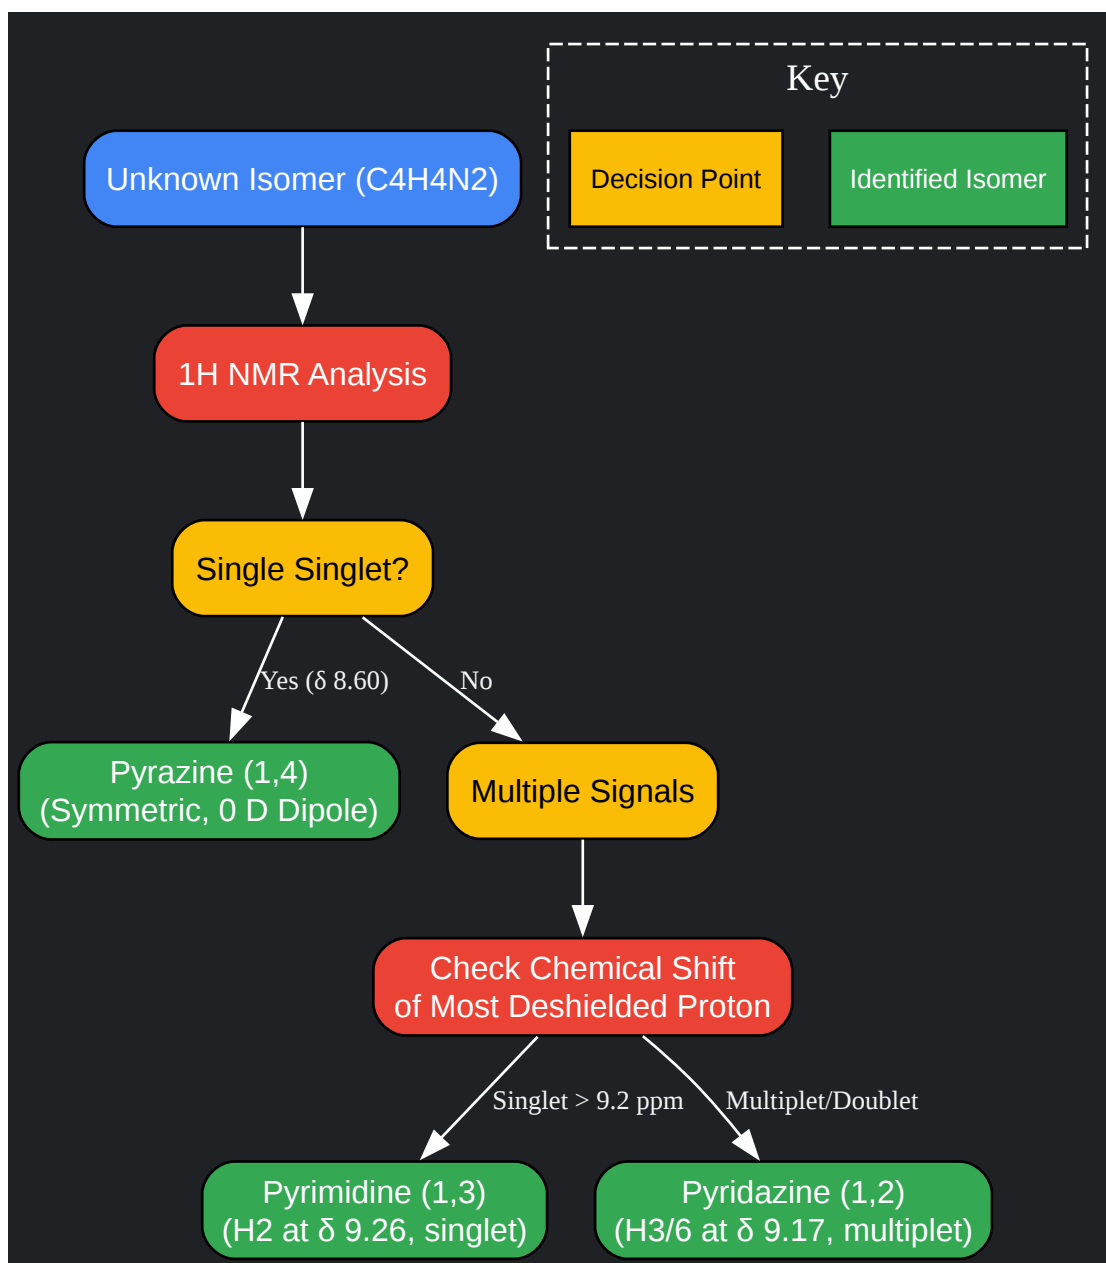 Key
Decision Point
Identified Isomer
Unknown Isomer (C4H4N2)
1H NMR Analysis
Single Singlet?
Yes (δ 8.60)
No
Pyrazine (1,4)
(Symmetric, 0 D Dipole)
Multiple Signals
Check Chemical Shift
of Most Deshielded Proton
Singlet > 9.2 ppm
Multiplet/Doublet
Pyrimidine (1,3)
(H2 at δ 9.26, singlet)
Pyridazine (1,2)
(H3/6 at δ 9.17, multiplet)